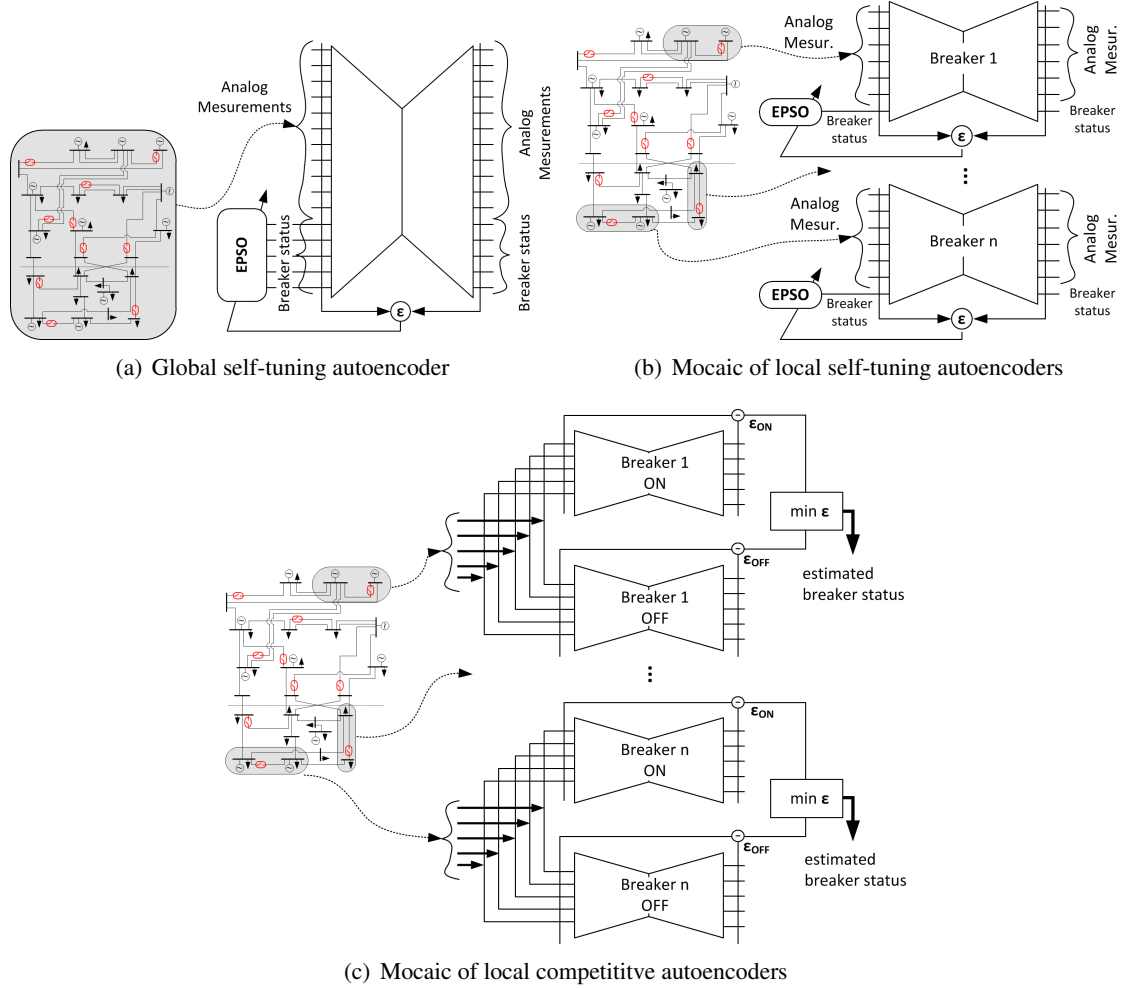 Analog
Mesurements
EPSO
Breaker status
Analog
Mesurements
Breaker status
ε
(a) Global self-tuning autoencoder
Analog
Mesur.
Breaker 1
Analog
Mesur.
EPSO
Breaker
status
Breaker
status
ε
...
Analog
Mesur.
Breaker n
Analog
Mesur.
EPSO
Breaker
status
Breaker
status
ε
(b) Mocaic of local self-tuning autoencoders
εON
Breaker 1
ON
min ε
εOFF
estimated
breaker status
Breaker 1
OFF
...
εON
Breaker n
ON
min ε
εOFF
estimated
breaker status
Breaker n
OFF
(c) Mocaic of local competititve autoencoders